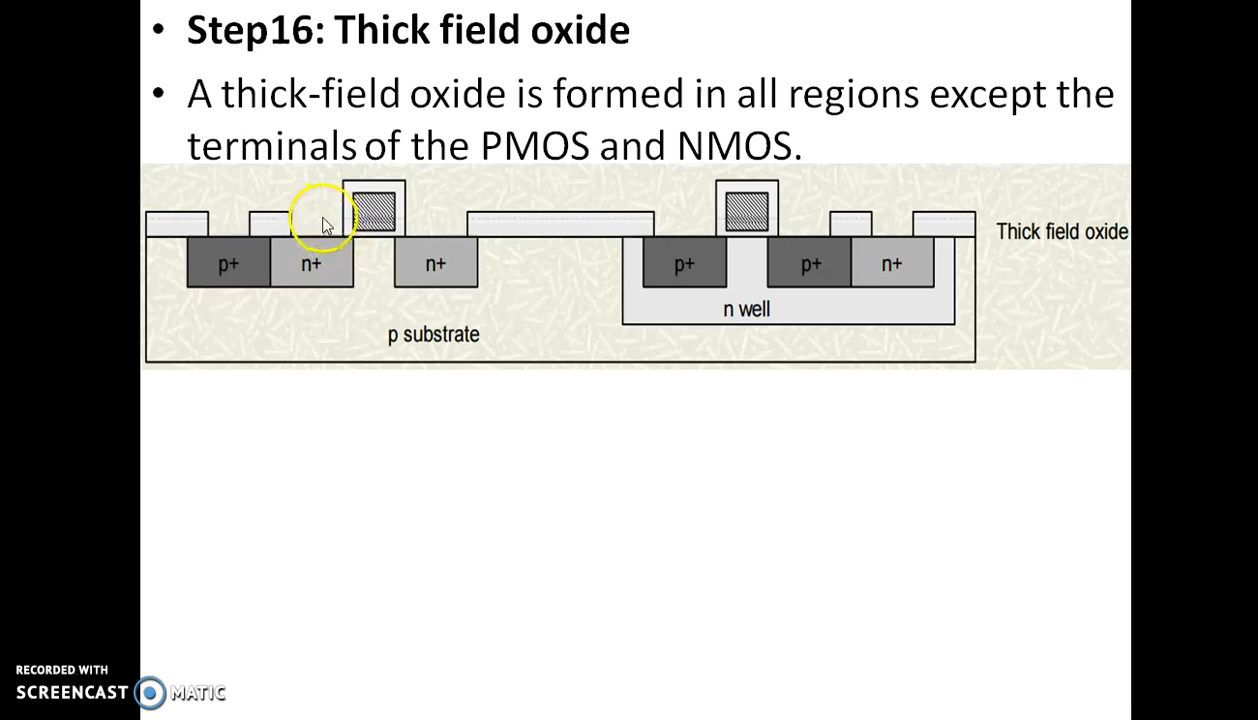 • Step16: Thick field oxide
• A thick-field oxide is formed in all regions except the
terminals of the PMOS and NMOS.
Thick field oxide
p+ n+ n+ p+ p+ n+
n well
p substrate
RECORDED WITH
SCREENCAST MATIC